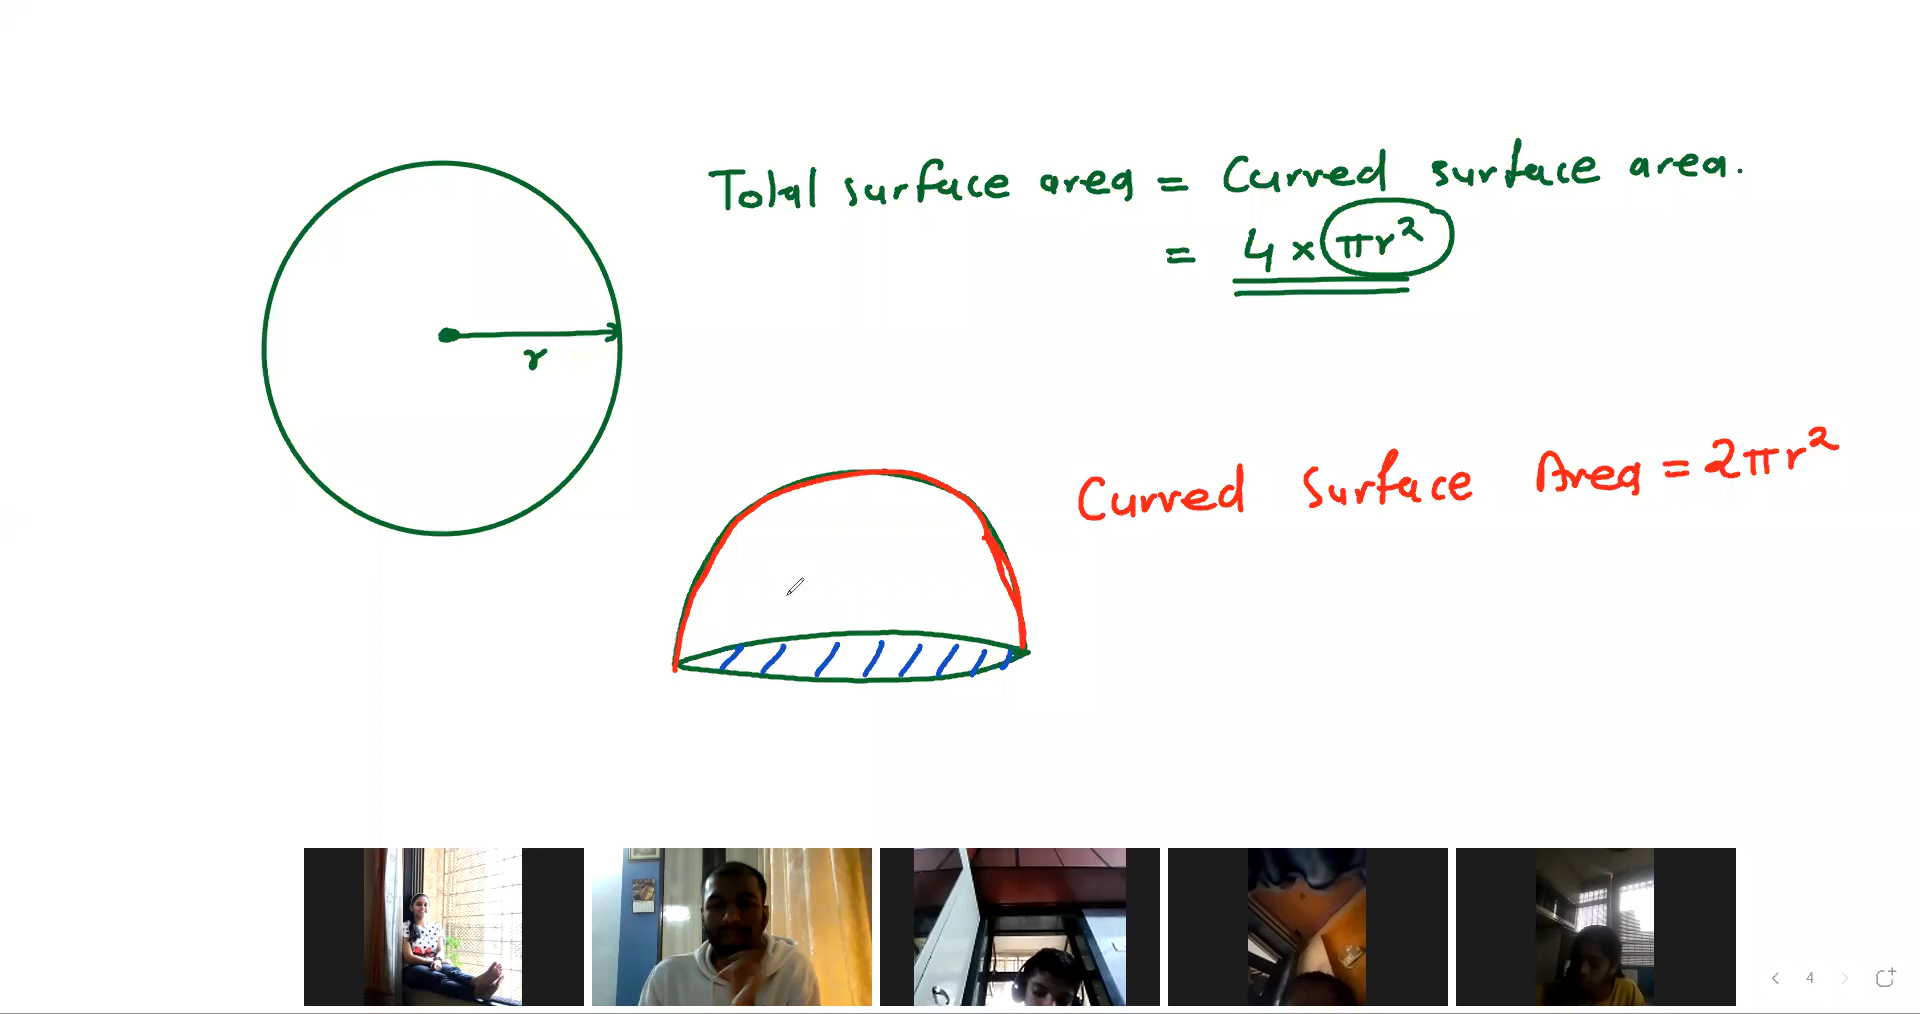 Total surface area = Curved surface area.
= 4 × πr²
r
Curved Surface Area = 2πr²
4